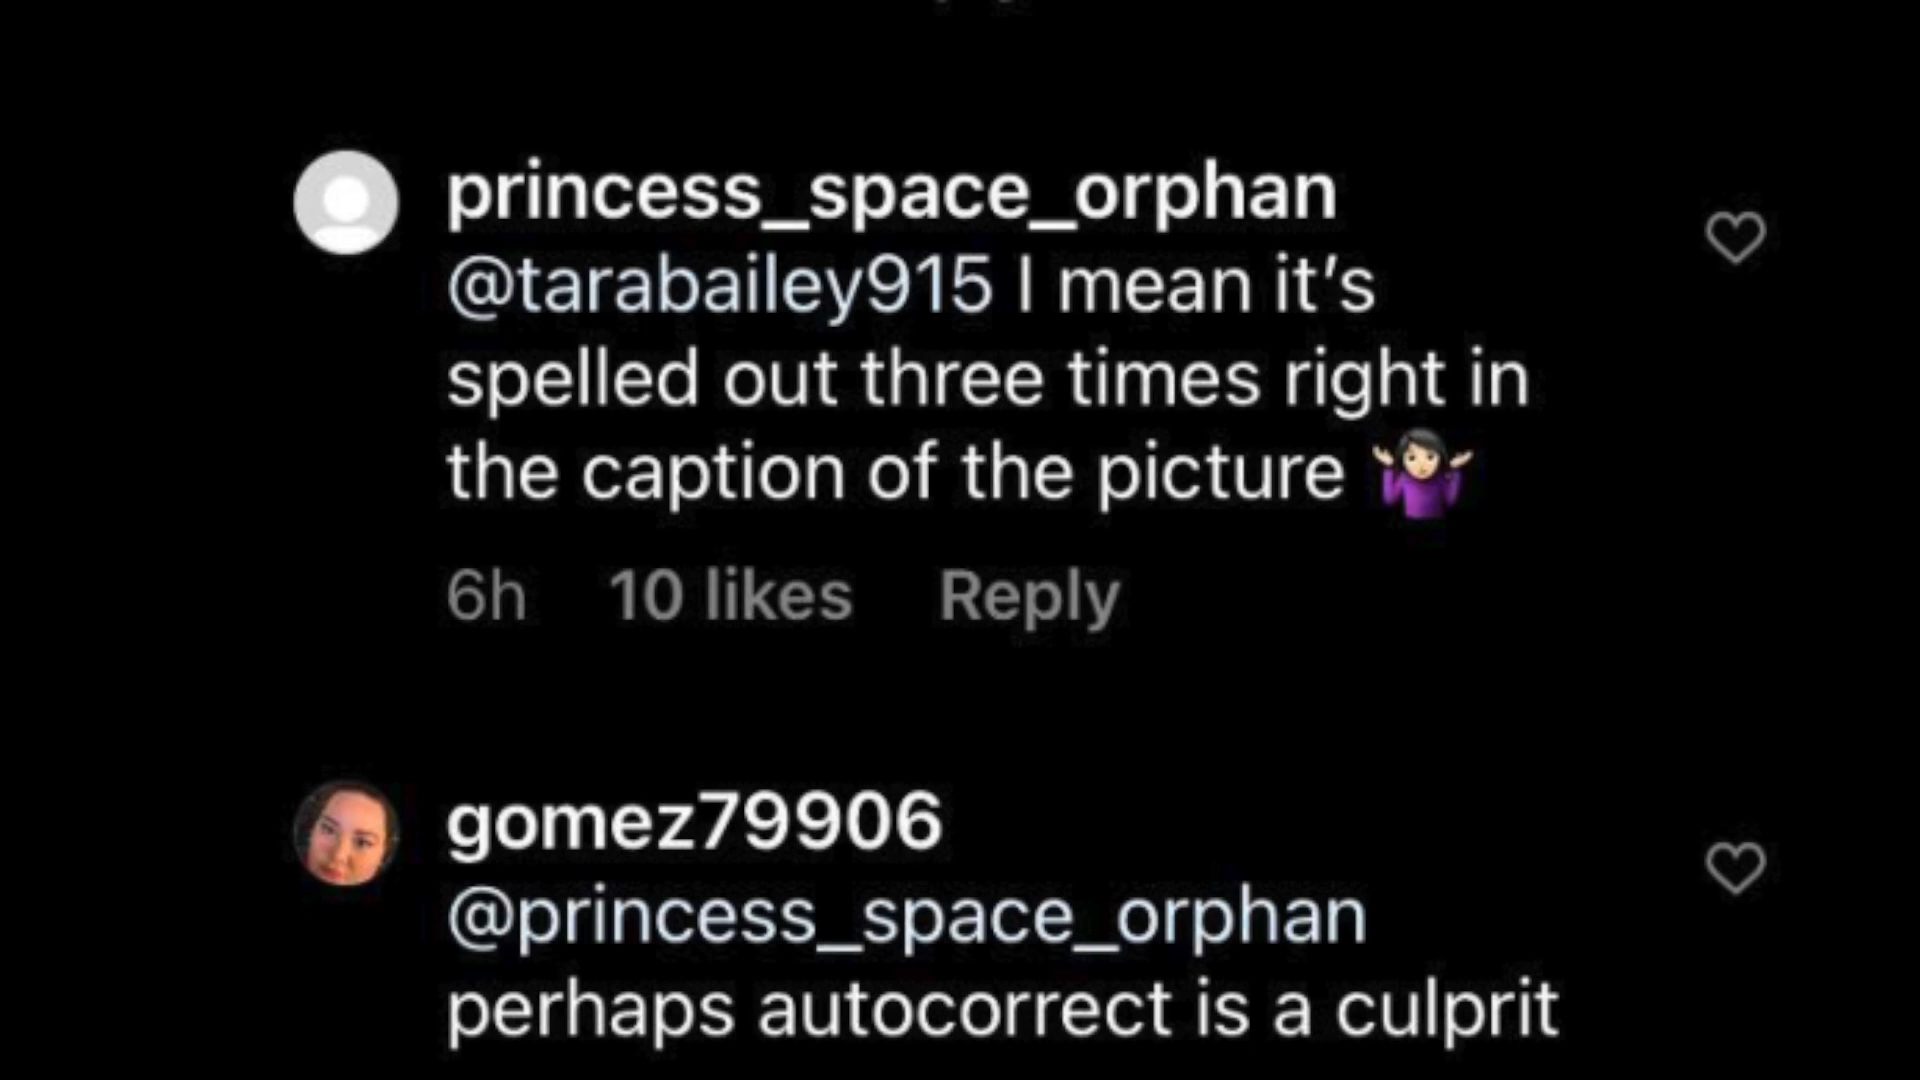 princess_space_orphan
@tarabailey915 I mean it’s
spelled out three times right in
the caption of the picture 🤷🏻‍♀️
6h 10 likes Reply
gomez79906
@princess_space_orphan
perhaps autocorrect is a culprit